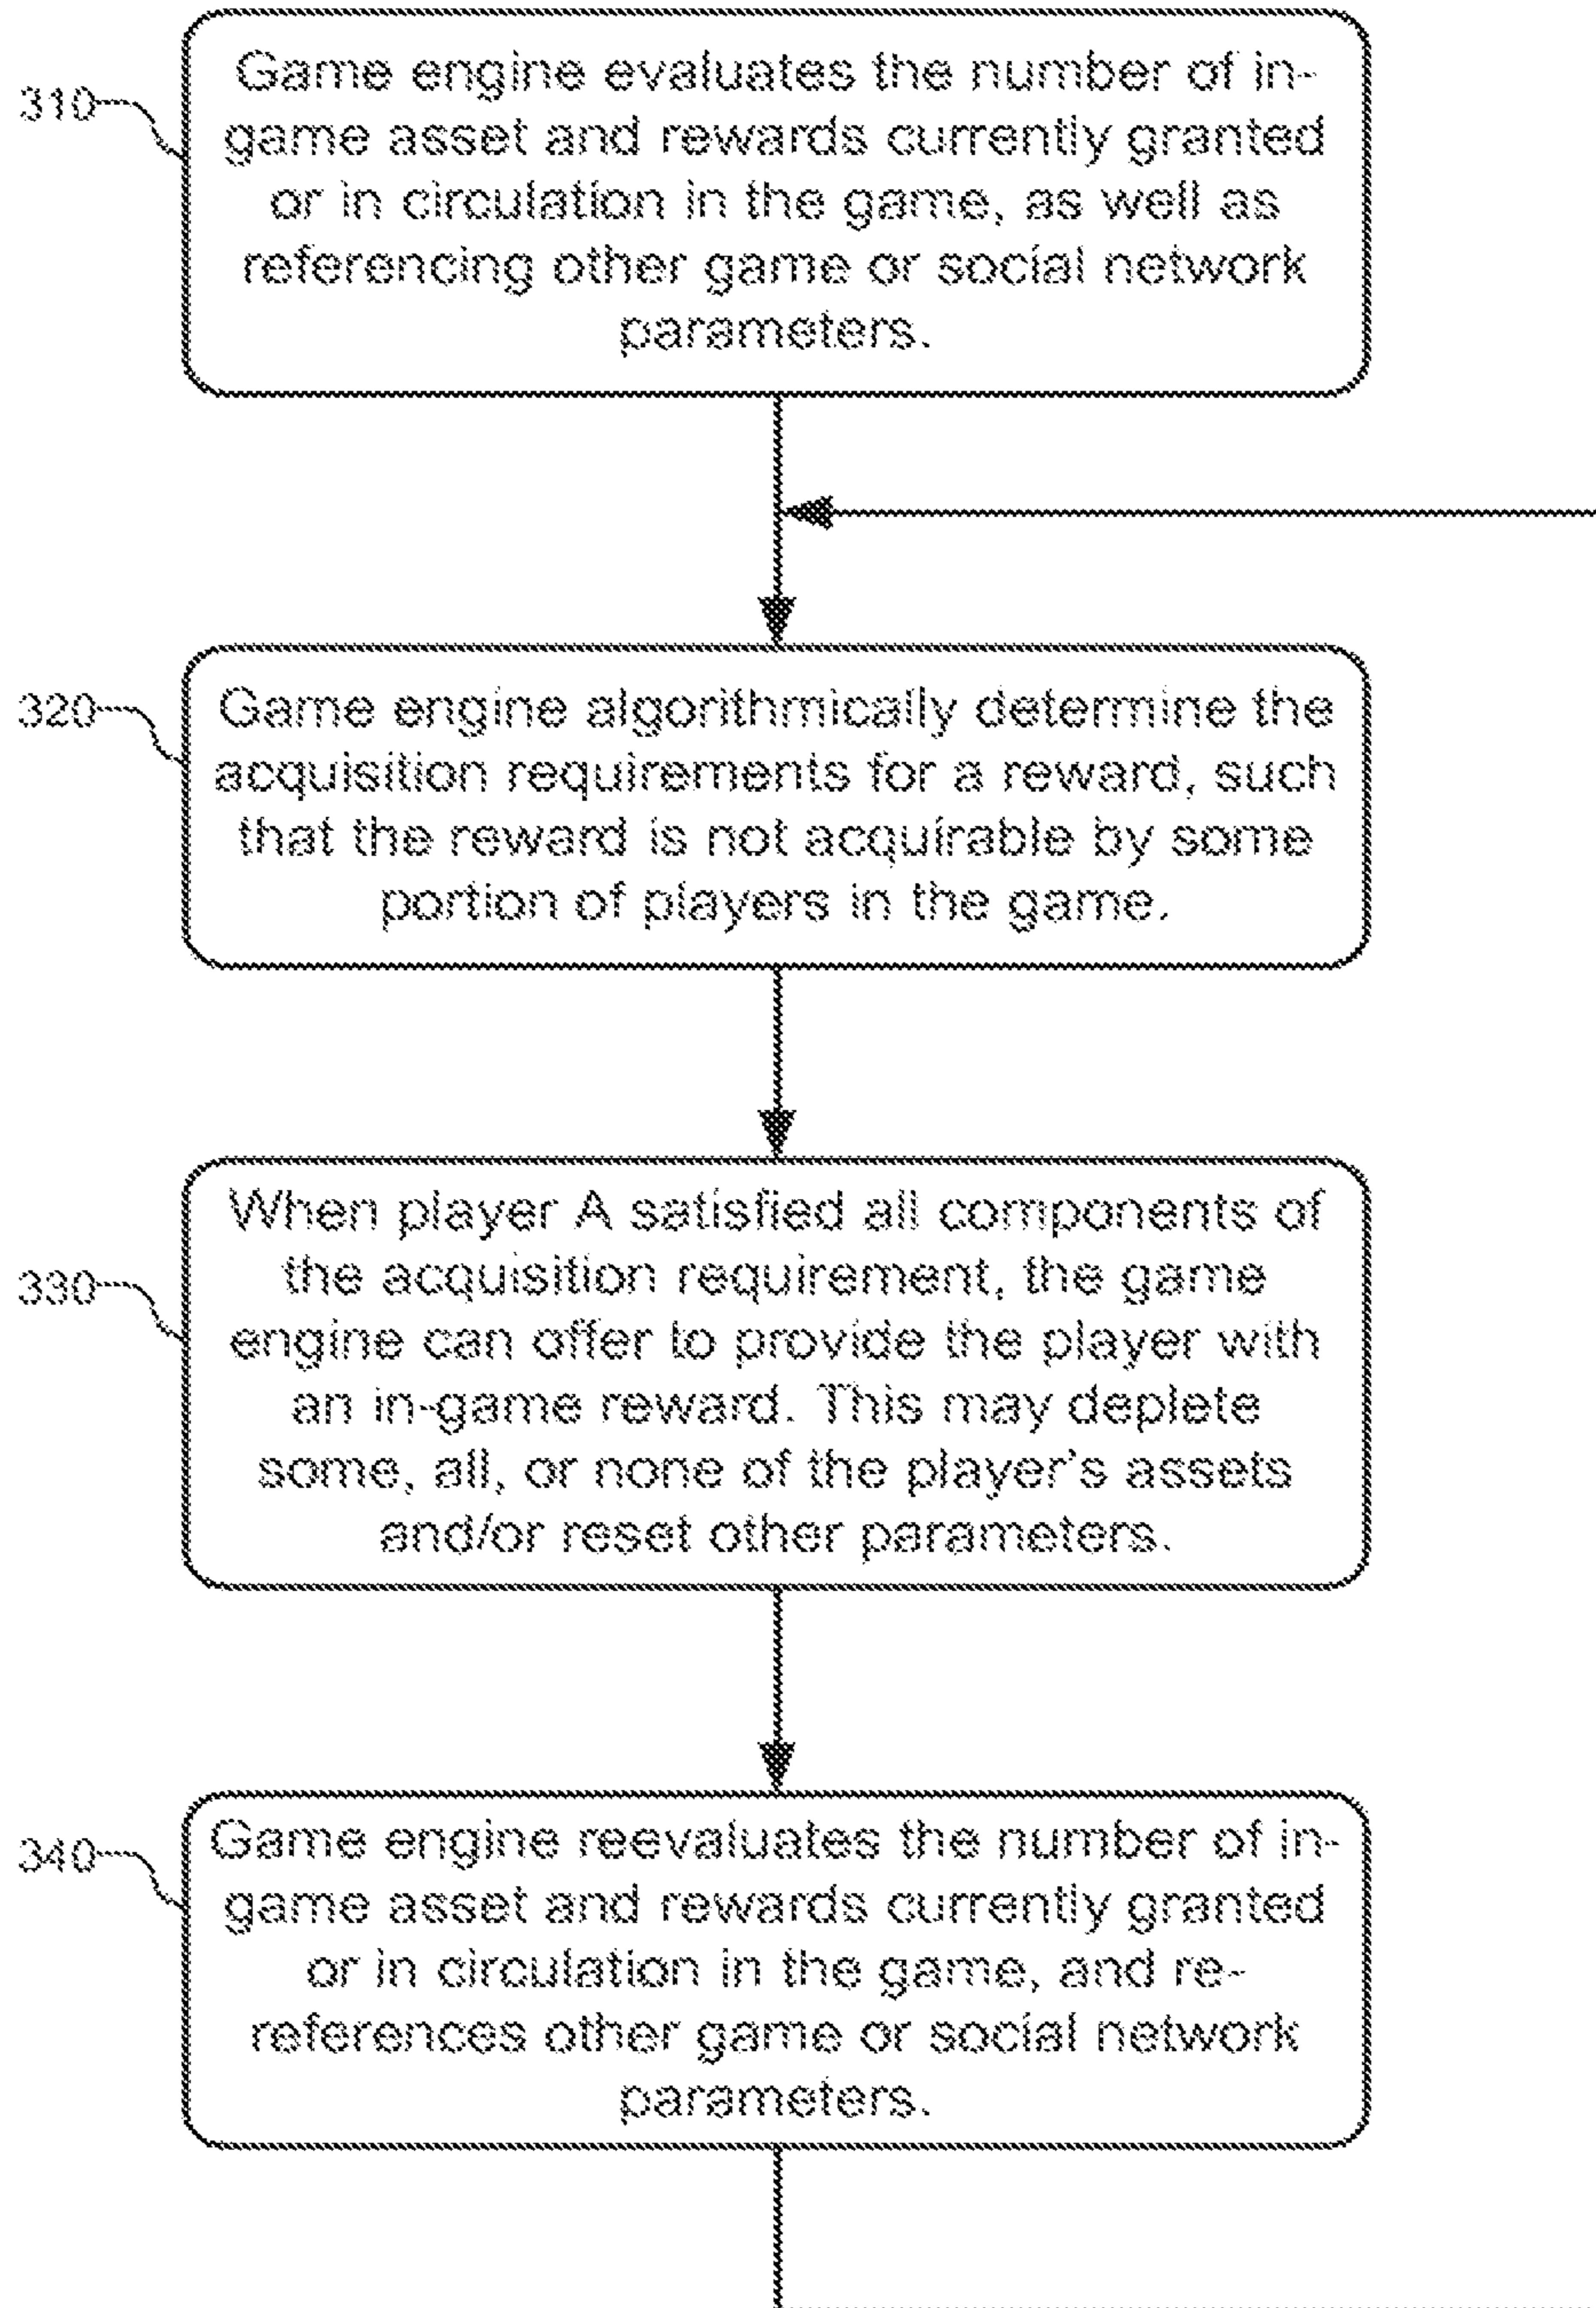 310
Game engine evaluates the number of in-
game asset and rewards currently granted
or in circulation in the game, as well as
referencing other game or social network
parameters.
320
Game engine algorithmically determine the
acquisition requirements for a reward, such
that the reward is not acquirable by some
portion of players in the game.
330
When player A satisfied all components of
the acquisition requirement, the game
engine can offer to provide the player with
an in-game reward. This may deplete
some, all, or none of the player's assets
and/or reset other parameters.
340
Game engine reevaluates the number of in-
game asset and rewards currently granted
or in circulation in the game, and re-
references other game or social network
parameters.